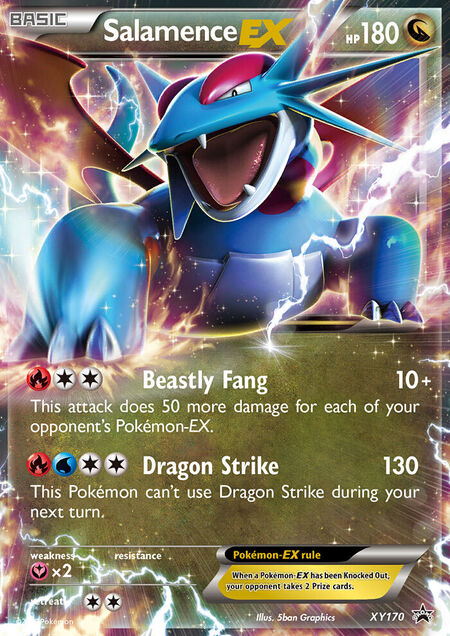 BASIC Salamence EX HP 180
Beastly Fang 10+
This attack does 50 more damage for each of your
opponent's Pokémon-EX.
Dragon Strike 130
This Pokémon can't use Dragon Strike during your
next turn.
weakness resistance
×2
Pokémon-EX rule
When a Pokémon-EX has been Knocked Out,
your opponent takes 2 Prize cards.
retreat
Pokémon
Illus. 5ban Graphics XY170